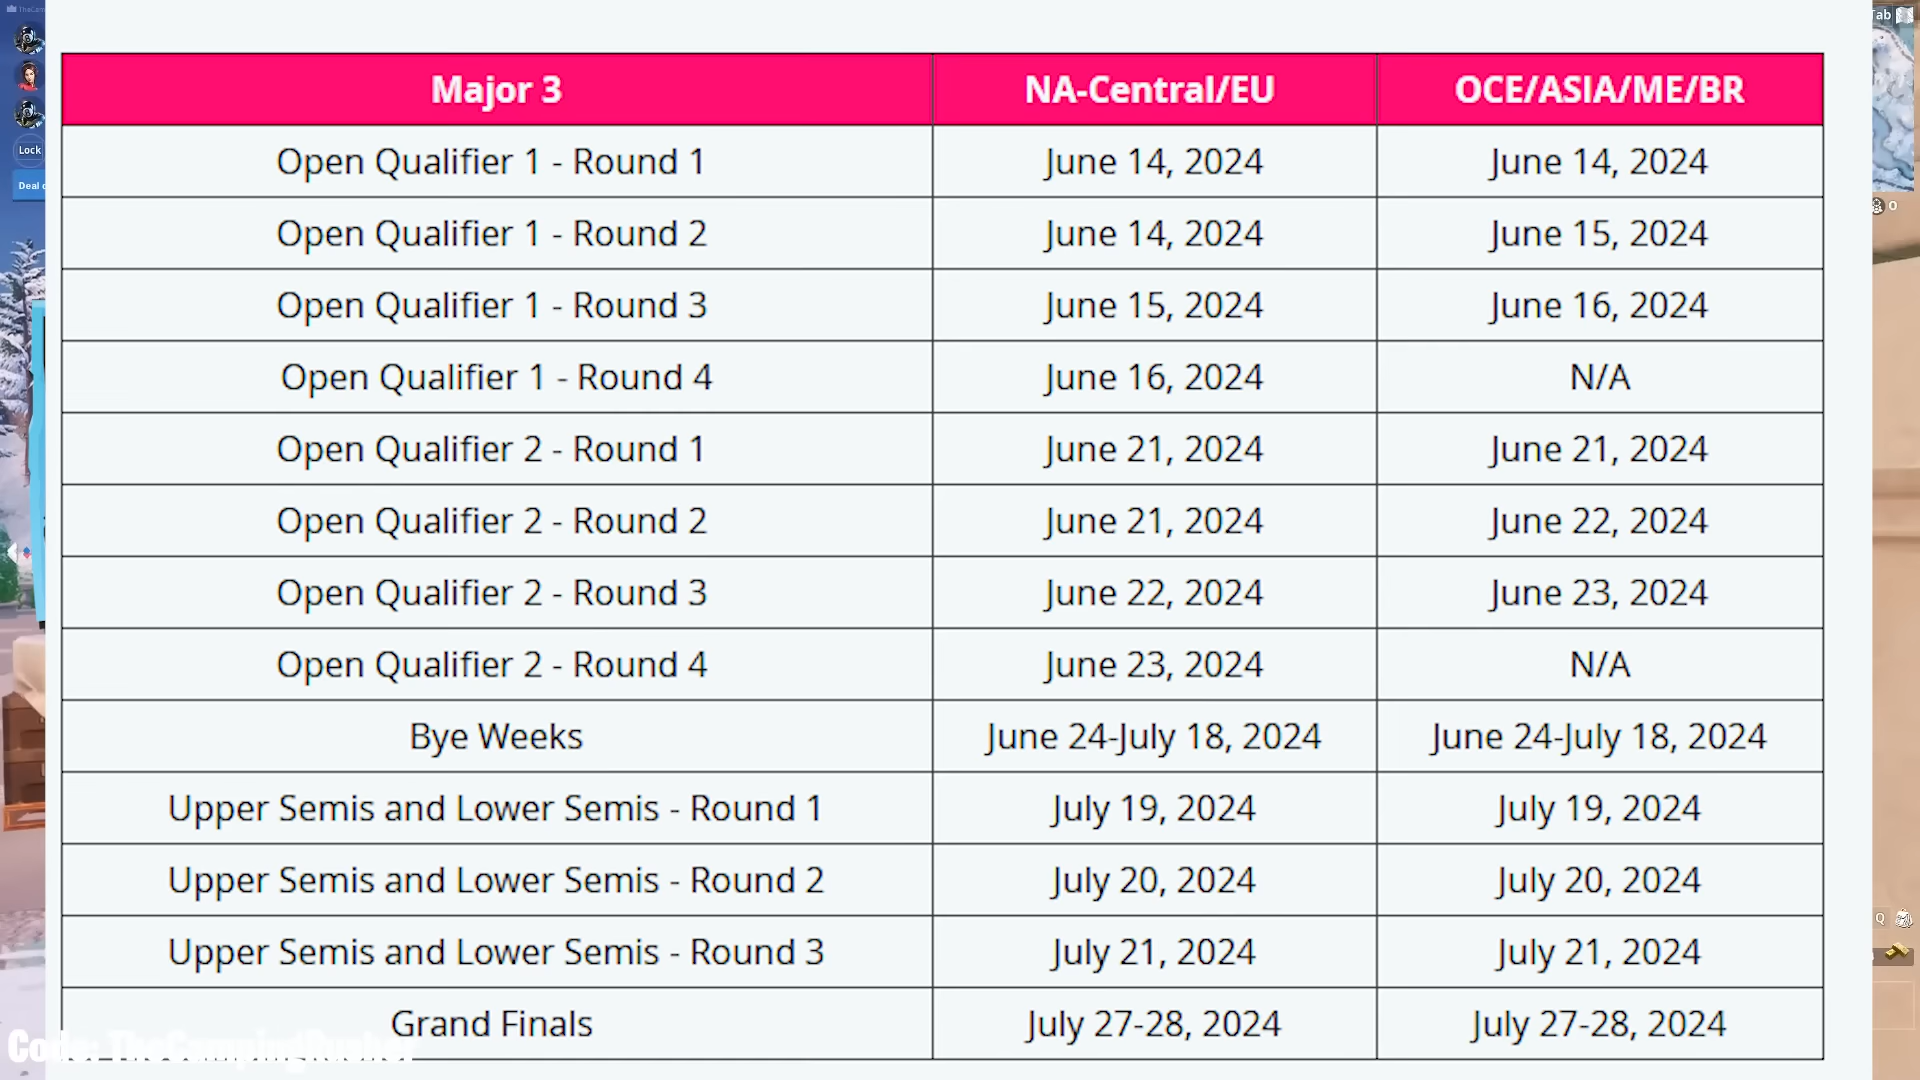 TheCam
Tab
Lock
Deal o
0
Q
Major 3 NA-Central/EU OCE/ASIA/ME/BR
Open Qualifier 1 - Round 1 June 14, 2024 June 14, 2024
Open Qualifier 1 - Round 2 June 14, 2024 June 15, 2024
Open Qualifier 1 - Round 3 June 15, 2024 June 16, 2024
Open Qualifier 1 - Round 4 June 16, 2024 N/A
Open Qualifier 2 - Round 1 June 21, 2024 June 21, 2024
Open Qualifier 2 - Round 2 June 21, 2024 June 22, 2024
Open Qualifier 2 - Round 3 June 22, 2024 June 23, 2024
Open Qualifier 2 - Round 4 June 23, 2024 N/A
Bye Weeks June 24-July 18, 2024 June 24-July 18, 2024
Upper Semis and Lower Semis - Round 1 July 19, 2024 July 19, 2024
Upper Semis and Lower Semis - Round 2 July 20, 2024 July 20, 2024
Upper Semis and Lower Semis - Round 3 July 21, 2024 July 21, 2024
Grand Finals July 27-28, 2024 July 27-28, 2024
Code: TheCampingRusher